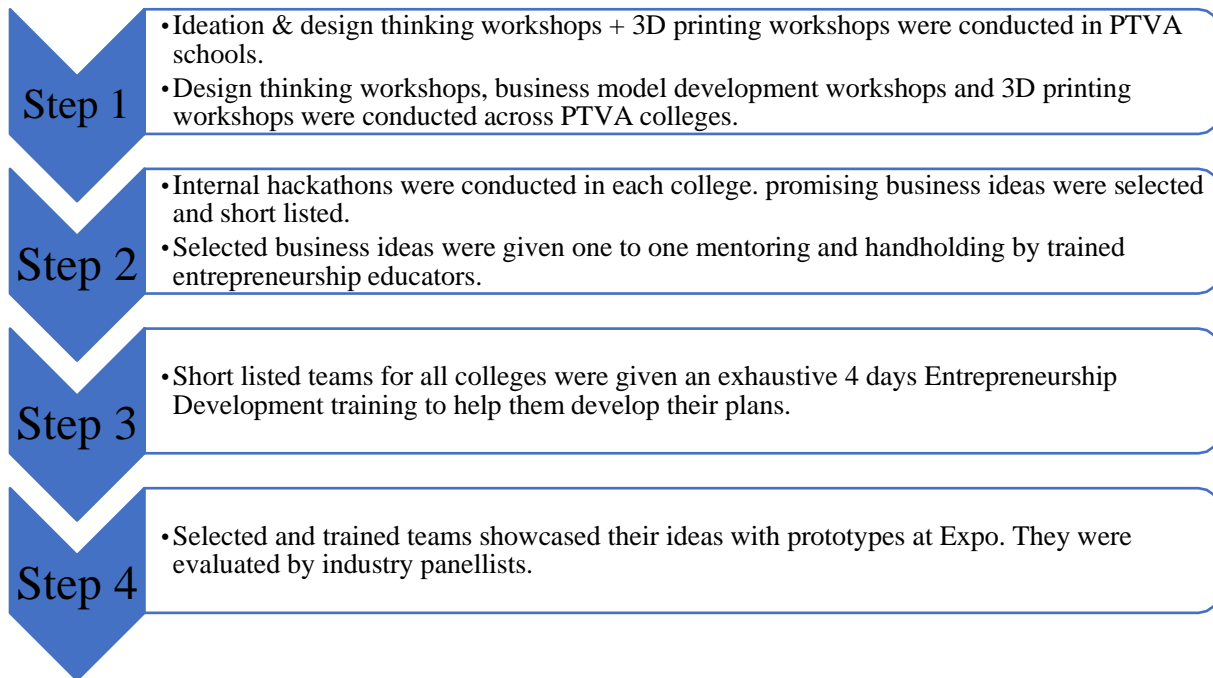 Step 1
•Ideation & design thinking workshops + 3D printing workshops were conducted in PTVA
schools.
•Design thinking workshops, business model development workshops and 3D printing
workshops were conducted across PTVA colleges.
Step 2
•Internal hackathons were conducted in each college. promising business ideas were selected
and short listed.
•Selected business ideas were given one to one mentoring and handholding by trained
entrepreneurship educators.
Step 3
•Short listed teams for all colleges were given an exhaustive 4 days Entrepreneurship
Development training to help them develop their plans.
Step 4
•Selected and trained teams showcased their ideas with prototypes at Expo. They were
evaluated by industry panellists.